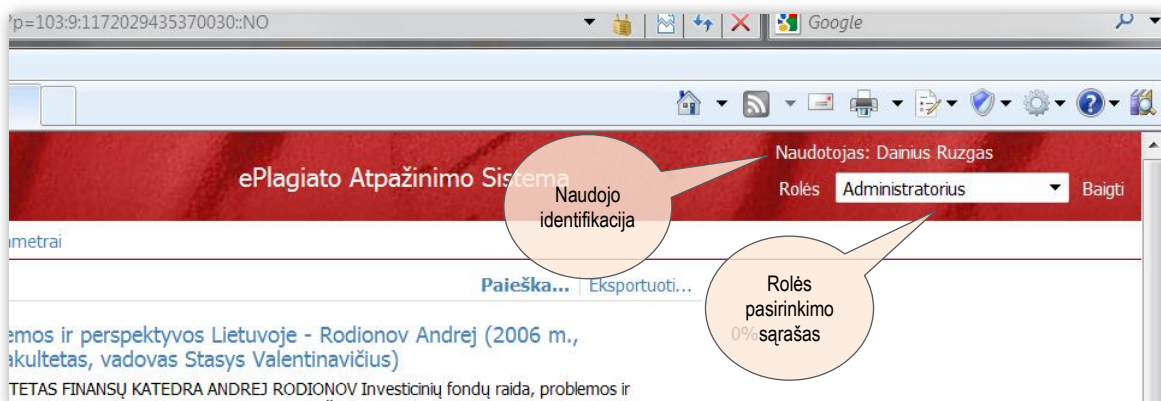 ?p=103:9:1172029435370030::NO
Google
ePlagiato Atpažinimo Sistema
Naudotojas: Dainius Ruzgas
Rolės Administratorius Baigti
Naudojo
identifikacija
ametrai
Paieška... Eksportuoti...
Rolės
pasirinkimo
sąrašas
emos ir perspektyvos Lietuvoje - Rodionov Andrej (2006 m.,
akultetas, vadovas Stasys Valentinavičius)
0%
TETAS FINANSŲ KATEDRA ANDREJ RODIONOV Investicinių fondų raida, problemos ir